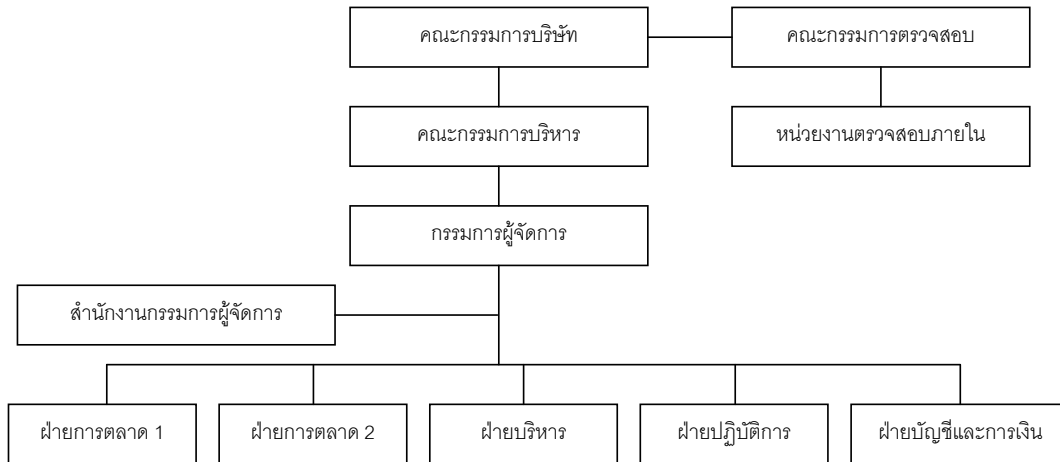 คณะกรรมการบริษัท
คณะกรรมการตรวจสอบ
คณะกรรมการบริหาร
หน่วยงานตรวจสอบภายใน
กรรมการผู้จัดการ
สำนักงานกรรมการผู้จัดการ
ฝ่ายการตลาด 1
ฝ่ายการตลาด 2
ฝ่ายบริหาร
ฝ่ายปฏิบัติการ
ฝ่ายบัญชีและการเงิน